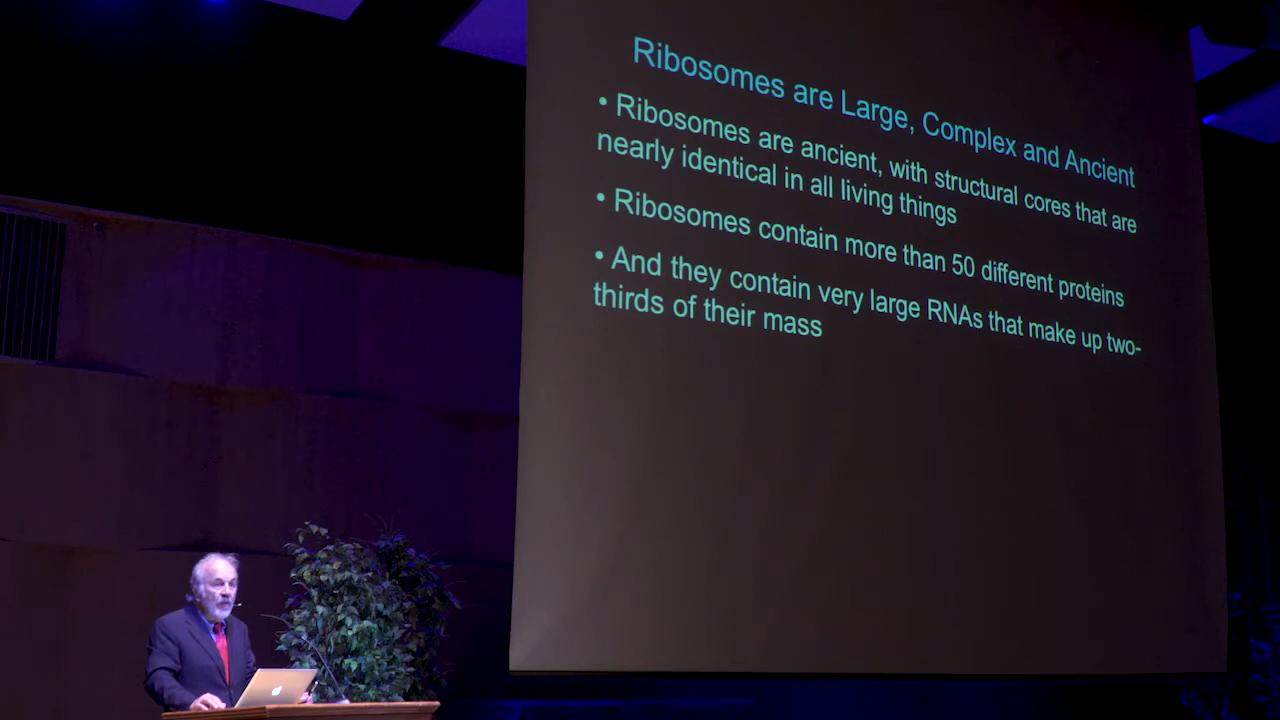 Ribosomes are Large, Complex and Ancient
• Ribosomes are ancient, with structural cores that are
nearly identical in all living things
• Ribosomes contain more than 50 different proteins
• And they contain very large RNAs that make up two-
thirds of their mass